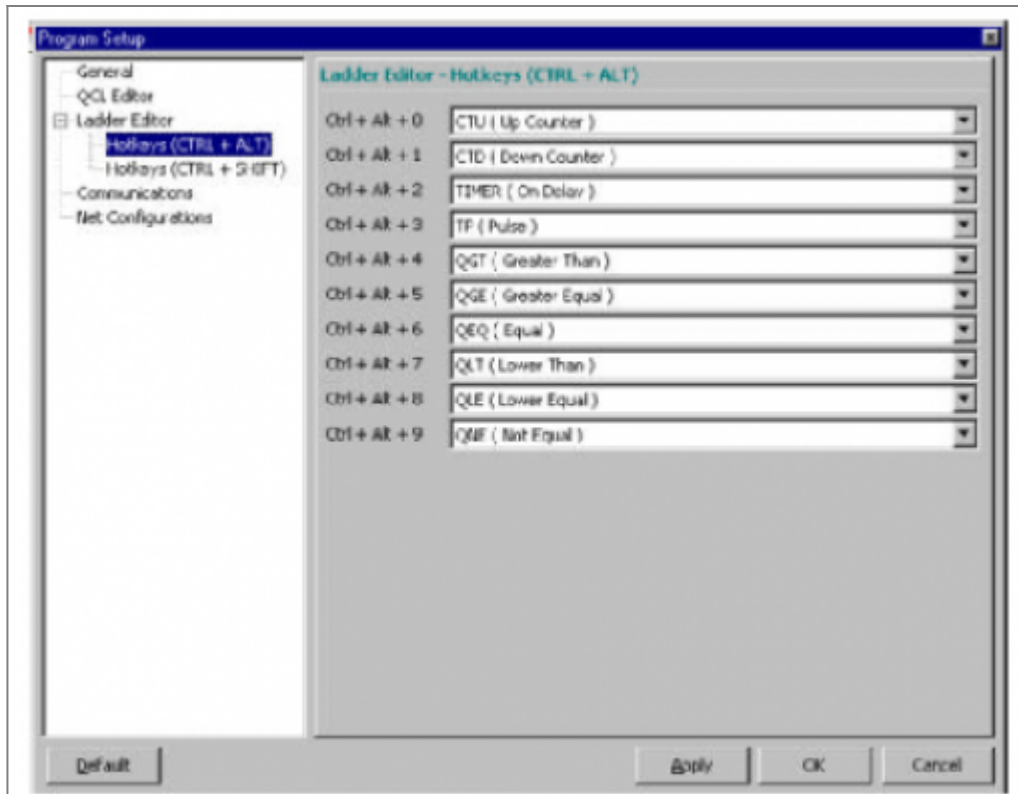 Program Setup
General
QCL Editor
Ladder Editor
Hotkeys (CTRL + ALT)
Hotkeys (CTRL + SHIFT)
Communications
Net Configurations
Ladder Editor - Hotkeys (CTRL + ALT)
Ctrl + Alt + 0 CTU ( Up Counter )
Ctrl + Alt + 1 CTD ( Down Counter )
Ctrl + Alt + 2 TIMER ( On Delay )
Ctrl + Alt + 3 TP ( Pulse )
Ctrl + Alt + 4 QGT ( Greater Than )
Ctrl + Alt + 5 QGE ( Greater Equal )
Ctrl + Alt + 6 QEQ ( Equal )
Ctrl + Alt + 7 QLT ( Lower Than )
Ctrl + Alt + 8 QLE ( Lower Equal )
Ctrl + Alt + 9 QNE ( Not Equal )
Default Apply OK Cancel